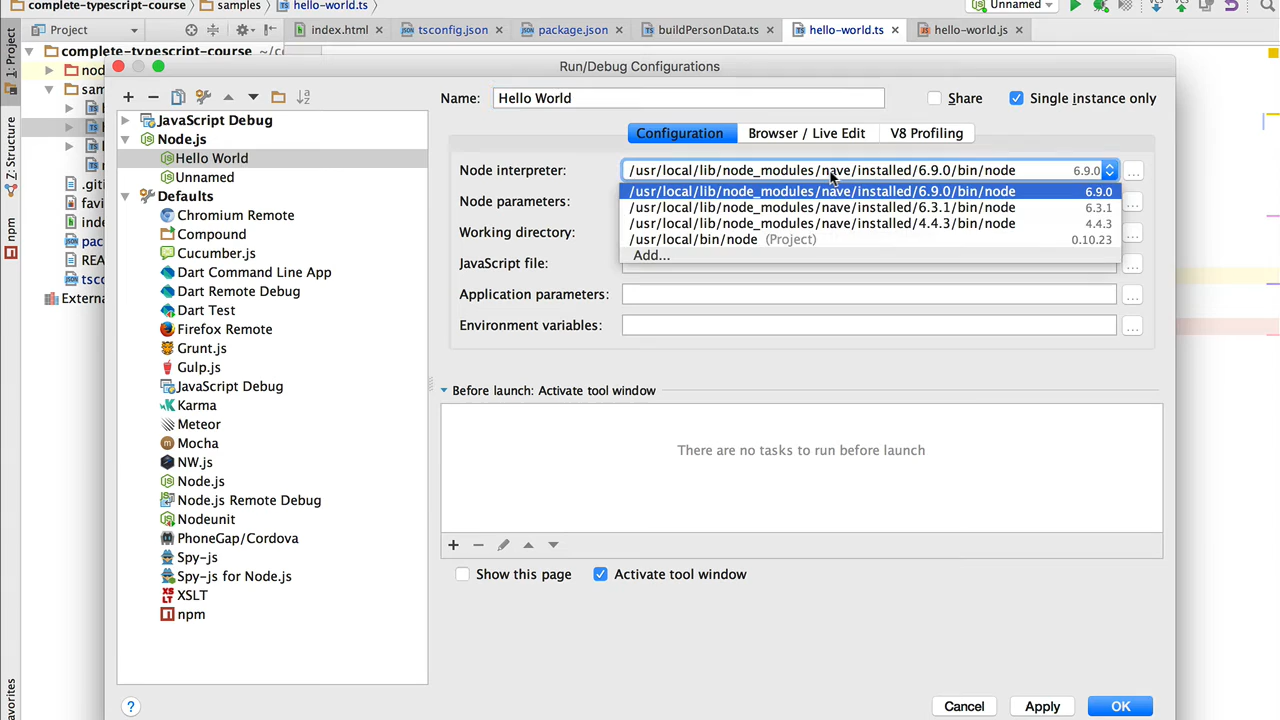 complete-typescript-course samples hello-world.ts Unnamed
Project index.html tsconfig.json package.json buildPersonData.ts hello-world.ts hello-world.js
1: Project
Z: Structure
npm
complete-typescript-course
Run/Debug Configurations
Name: Hello World Share Single instance only
JavaScript Debug
Node.js
Hello World
Unnamed
Defaults
Chromium Remote
Compound
Cucumber.js
Dart Command Line App
Dart Remote Debug
Dart Test
Firefox Remote
Grunt.js
Gulp.js
JavaScript Debug
Karma
Meteor
Mocha
NW.js
Node.js
Node.js Remote Debug
Nodeunit
PhoneGap/Cordova
Spy-js
Spy-js for Node.js
XSLT
npm
Configuration Browser / Live Edit V8 Profiling
Node interpreter: /usr/local/lib/node_modules/nave/installed/6.9.0/bin/node 6.9.0
/usr/local/lib/node_modules/nave/installed/6.9.0/bin/node 6.9.0
/usr/local/lib/node_modules/nave/installed/6.3.1/bin/node 6.3.1
/usr/local/lib/node_modules/nave/installed/4.4.3/bin/node 4.4.3
/usr/local/bin/node (Project) 0.10.23
Add...
Node parameters:
Working directory:
JavaScript file:
Application parameters:
Environment variables:
Before launch: Activate tool window
There are no tasks to run before launch
Show this page Activate tool window
Cancel Apply OK